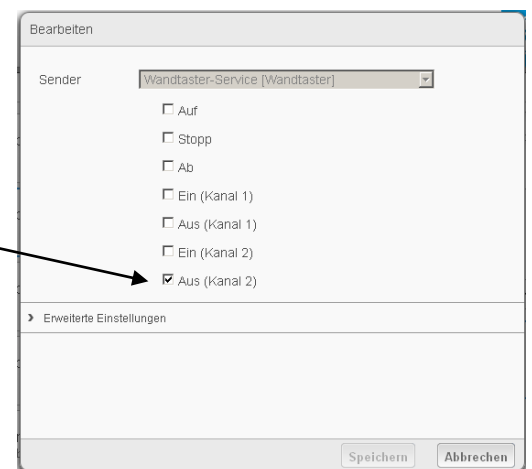 Bearbeiten
Sender Wandtaster-Service [Wandtaster]
Auf
Stopp
Ab
Ein (Kanal 1)
Aus (Kanal 1)
Ein (Kanal 2)
Aus (Kanal 2)
Erweiterte Einstellungen
Speichern Abbrechen